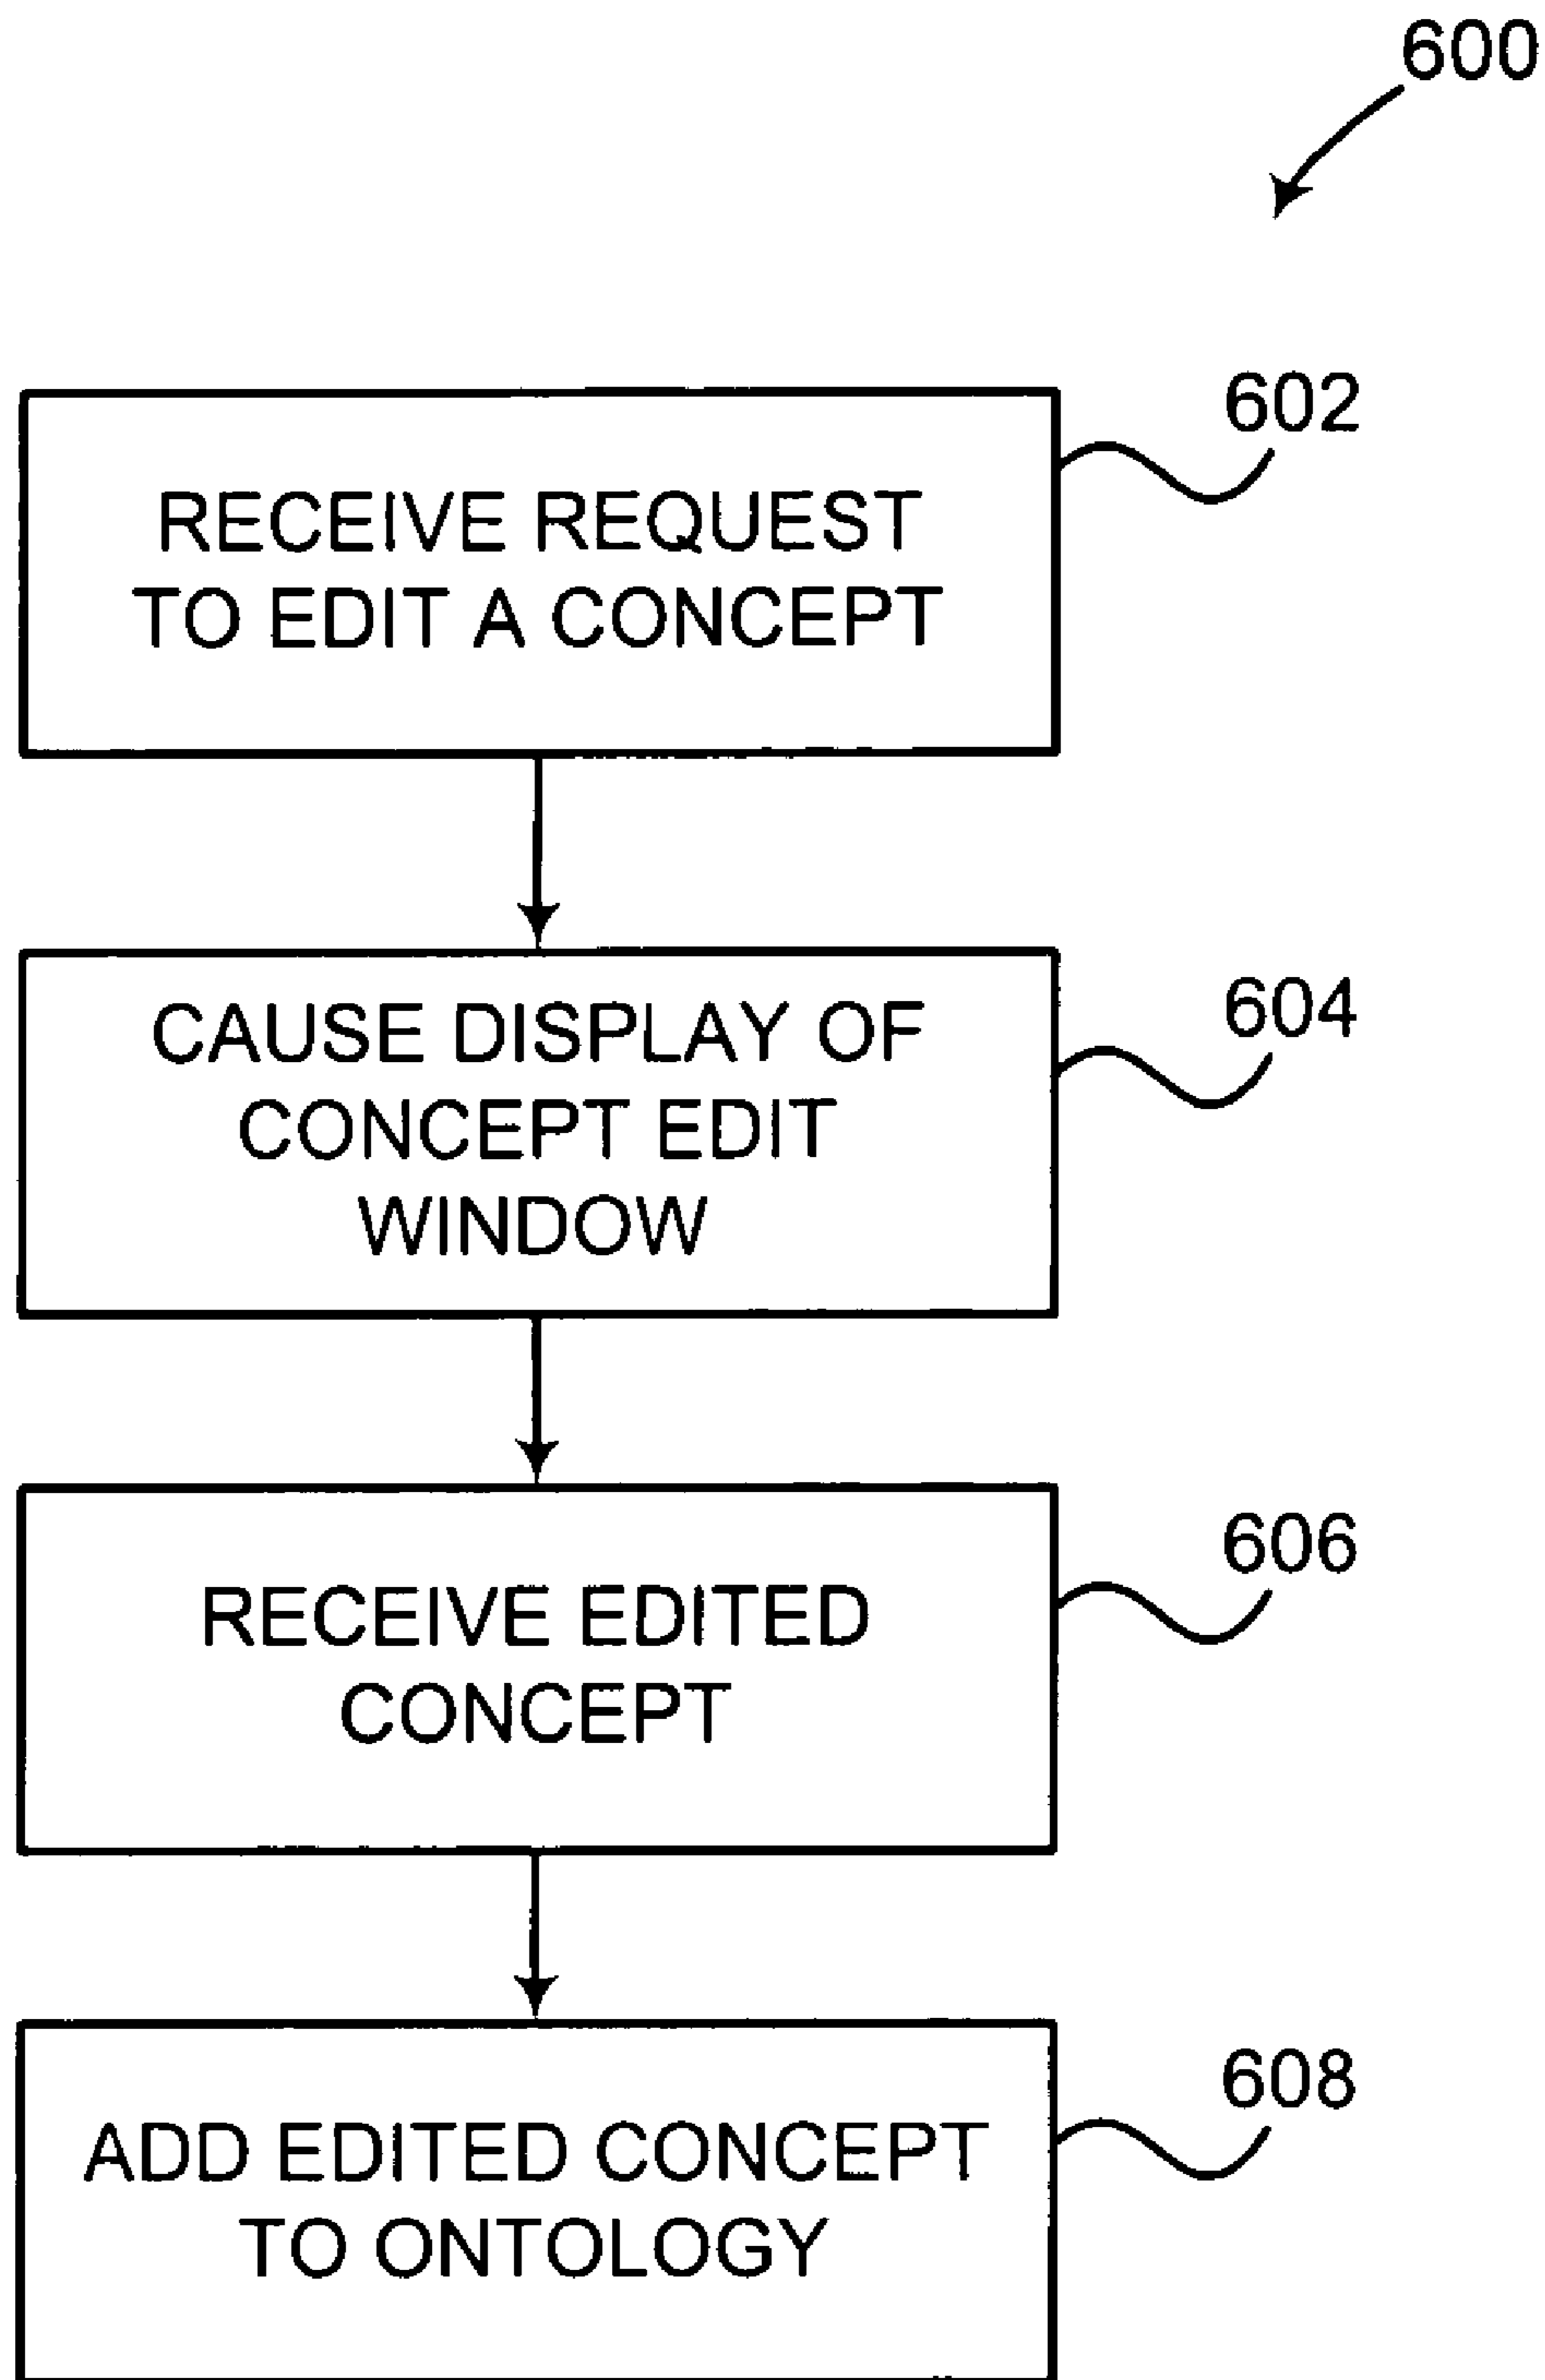 600
602
RECEIVE REQUEST
TO EDIT A CONCEPT
604
CAUSE DISPLAY OF
CONCEPT EDIT
WINDOW
606
RECEIVE EDITED
CONCEPT
608
ADD EDITED CONCEPT
TO ONTOLOGY